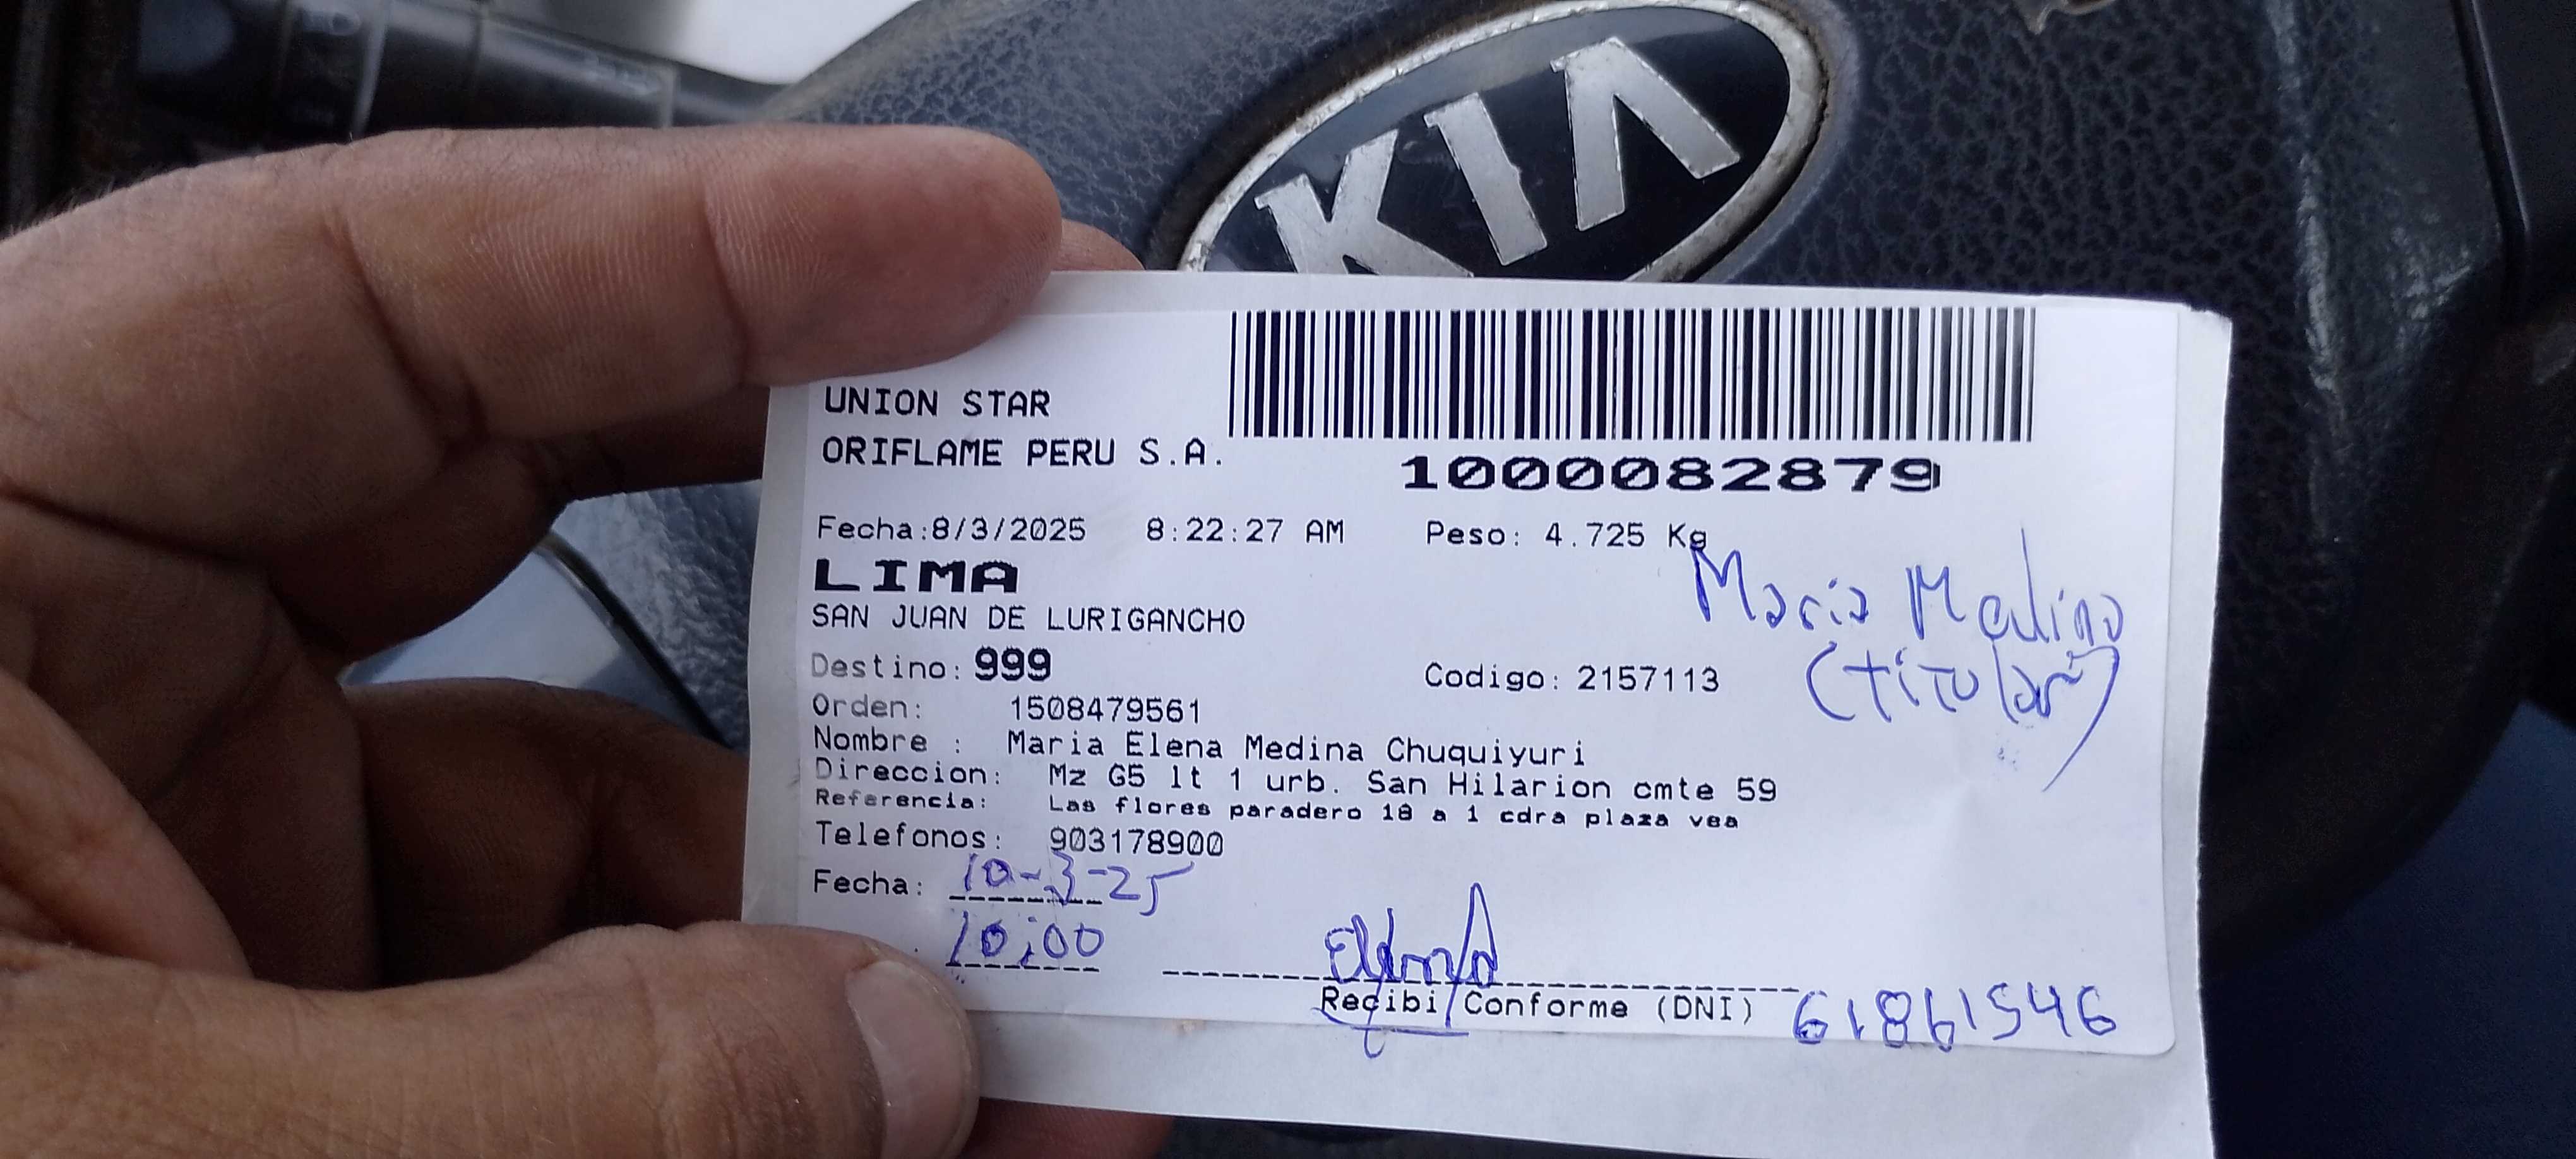 KIA
UNION STAR
ORIFLAME PERU S.A.
1000082879
Fecha:8/3/2025 8:22:27 AM Peso: 4.725 Kg
LIMA
SAN JUAN DE LURIGANCHO
Maria Medina
(titular)
Destino: 999 Codigo: 2157113
Orden: 1508479561
Nombre : Maria Elena Medina Chuquiyuri
Direccion: Mz G5 lt 1 urb. San Hilarion cmte 59
Referencia: Las flores paradero 18 a 1 cdra plaza vea
Telefonos: 903178900
Fecha: 10-3-25
10:00
Recibi Conforme (DNI) 61861546